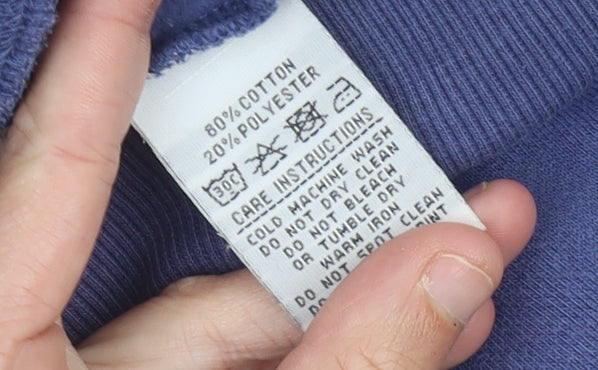 80% COTTON
20% POLYESTER
30C
CARE INSTRUCTIONS
COLD MACHINE WASH
DO NOT DRY CLEAN
DO NOT BLEACH
OR TUMBLE DRY
WARM IRON
DO NOT SPOT CLEAN